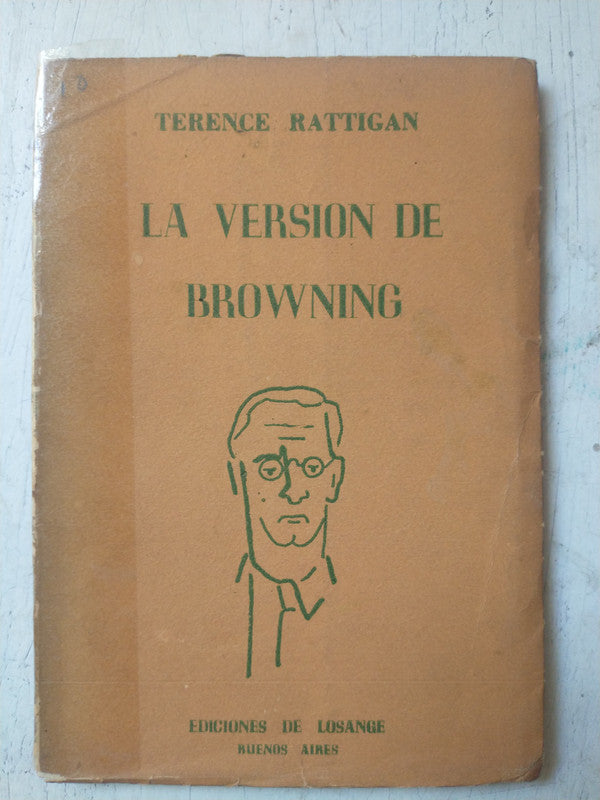 TERENCE RATTIGAN
LA VERSION DE
BROWNING
EDICIONES DE LOSANGE
BUENOS AIRES